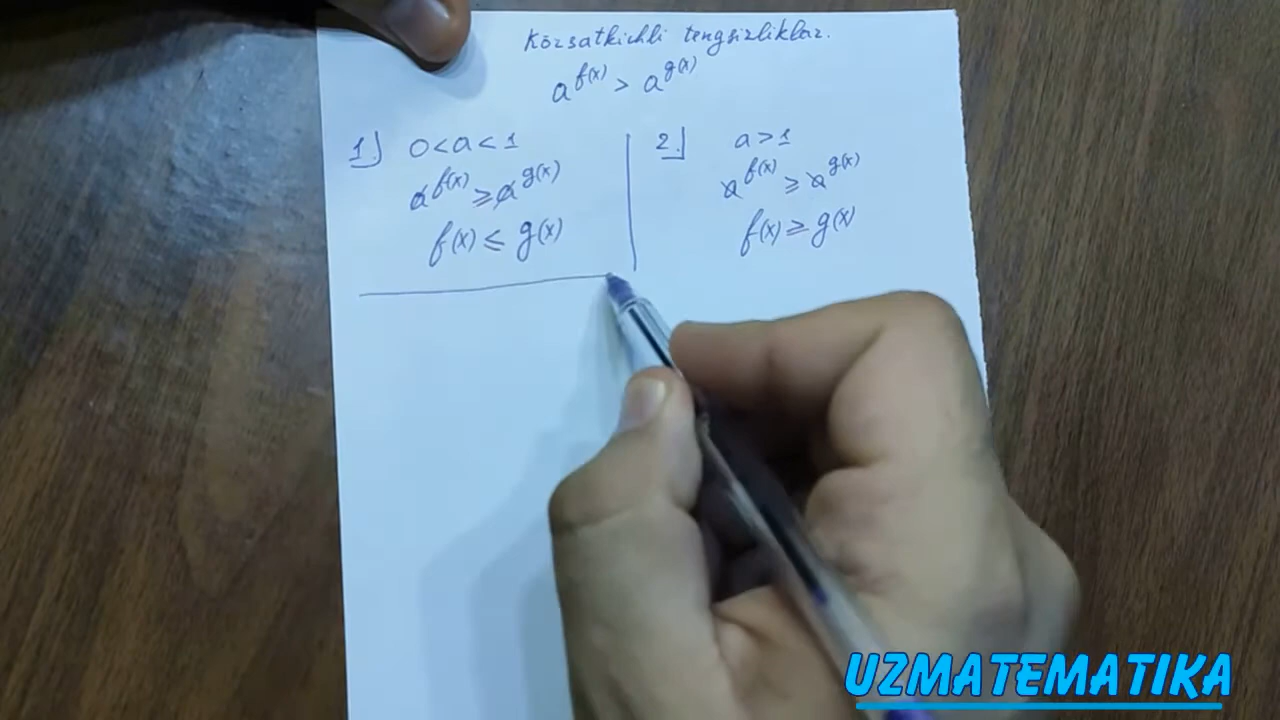 Ko'rsatkichli tengsizliklar.
a^f(x) > a^g(x)
1.) 0 < a < 1
a^f(x) ⩾ a^g(x)
f(x) ⩽ g(x)
2.) a > 1
a^f(x) ⩾ a^g(x)
f(x) ⩾ g(x)
UZMATEMATIKA